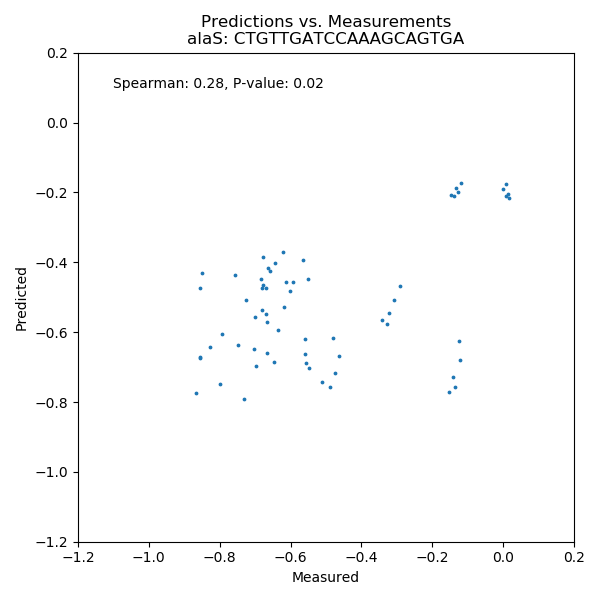 Predictions vs. Measurements
alaS: CTGTTGATCCAAAGCAGTGA
Spearman: 0.28, P-value: 0.02
Predicted
0.2
0.0
−0.2
−0.4
−0.6
−0.8
−1.0
−1.2
−1.2 −1.0 −0.8 −0.6 −0.4 −0.2 0.0 0.2
Measured